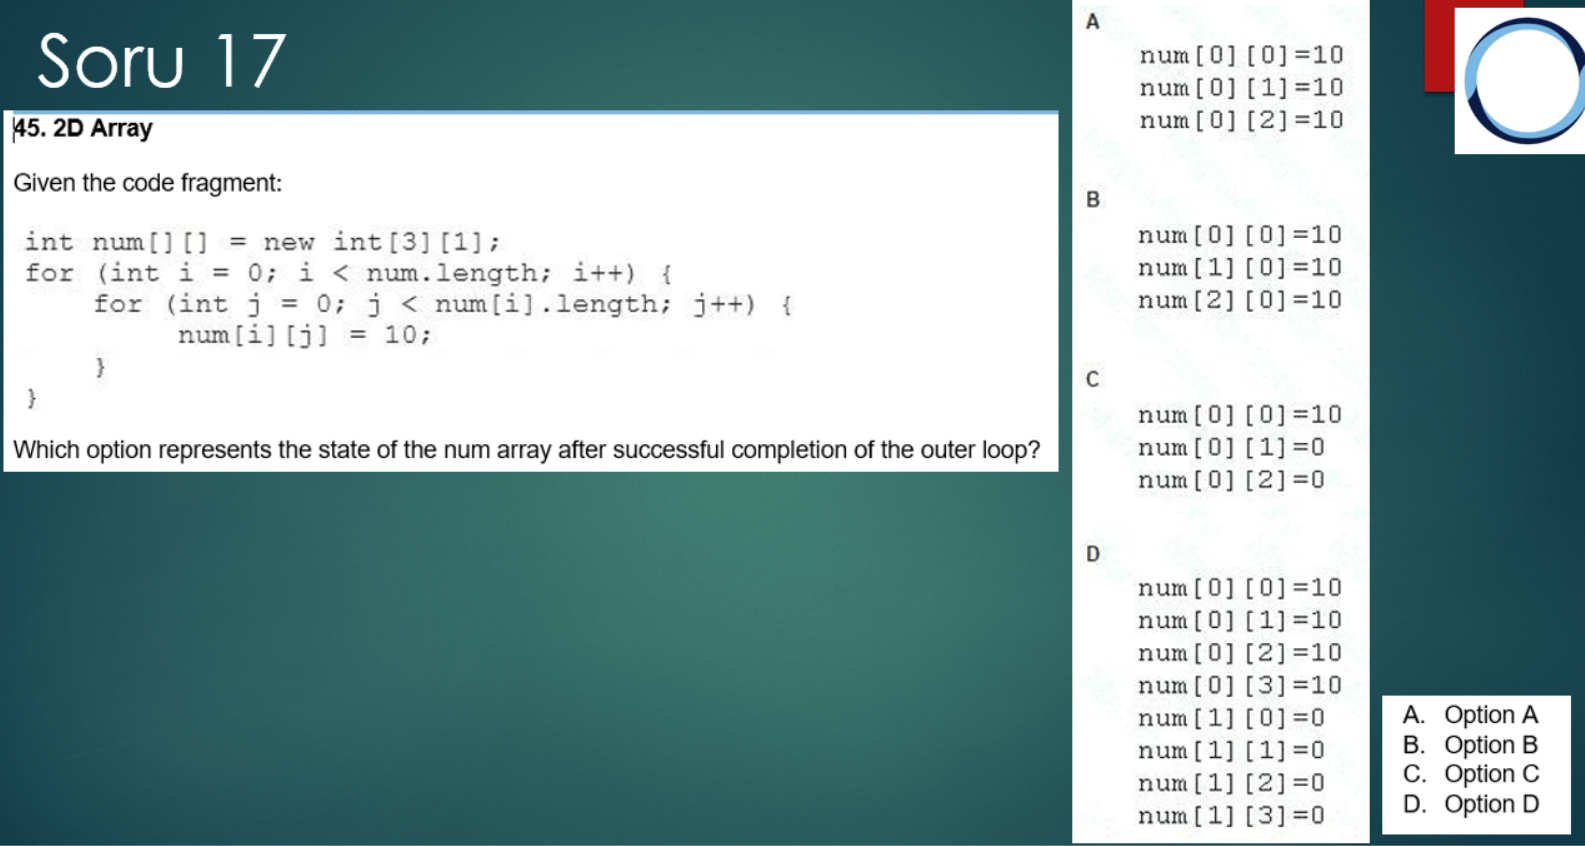 Soru 17
45. 2D Array
Given the code fragment:
int num[][] = new int[3][1];
for (int i = 0; i < num.length; i++) {
for (int j = 0; j < num[i].length; j++) {
num[i][j] = 10;
}
}
Which option represents the state of the num array after successful completion of the outer loop?
A
num[0][0]=10
num[0][1]=10
num[0][2]=10
B
num[0][0]=10
num[1][0]=10
num[2][0]=10
C
num[0][0]=10
num[0][1]=0
num[0][2]=0
D
num[0][0]=10
num[0][1]=10
num[0][2]=10
num[0][3]=10
num[1][0]=0
num[1][1]=0
num[1][2]=0
num[1][3]=0
A. Option A
B. Option B
C. Option C
D. Option D